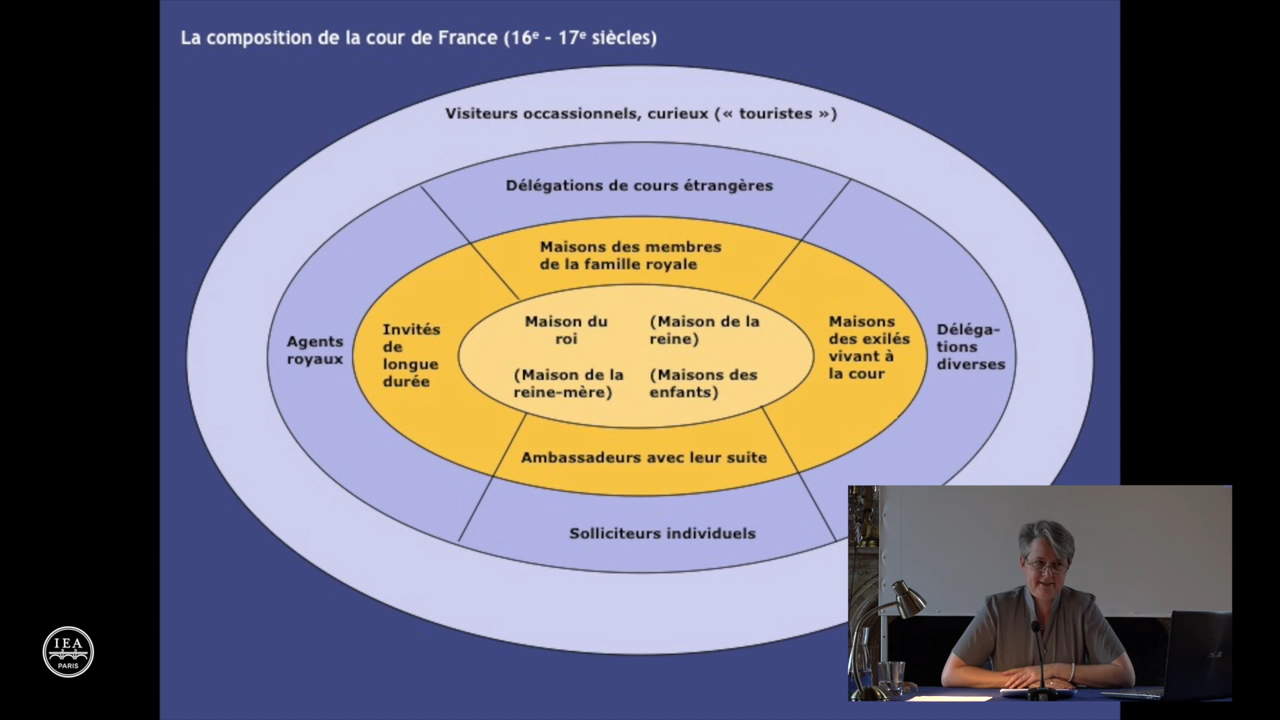 La composition de la cour de France (16e - 17e siècles)
Visiteurs occassionnels, curieux (« touristes »)
Délégations de cours étrangères
Maisons des membres
de la famille royale
Agents
royaux
Invités
de
longue
durée
Maison du
roi
(Maison de la
reine)
(Maison de la
reine-mère)
(Maisons des
enfants)
Maisons
des exilés
vivant à
la cour
Déléga-
tions
diverses
Ambassadeurs avec leur suite
Solliciteurs individuels
IEA
PARIS